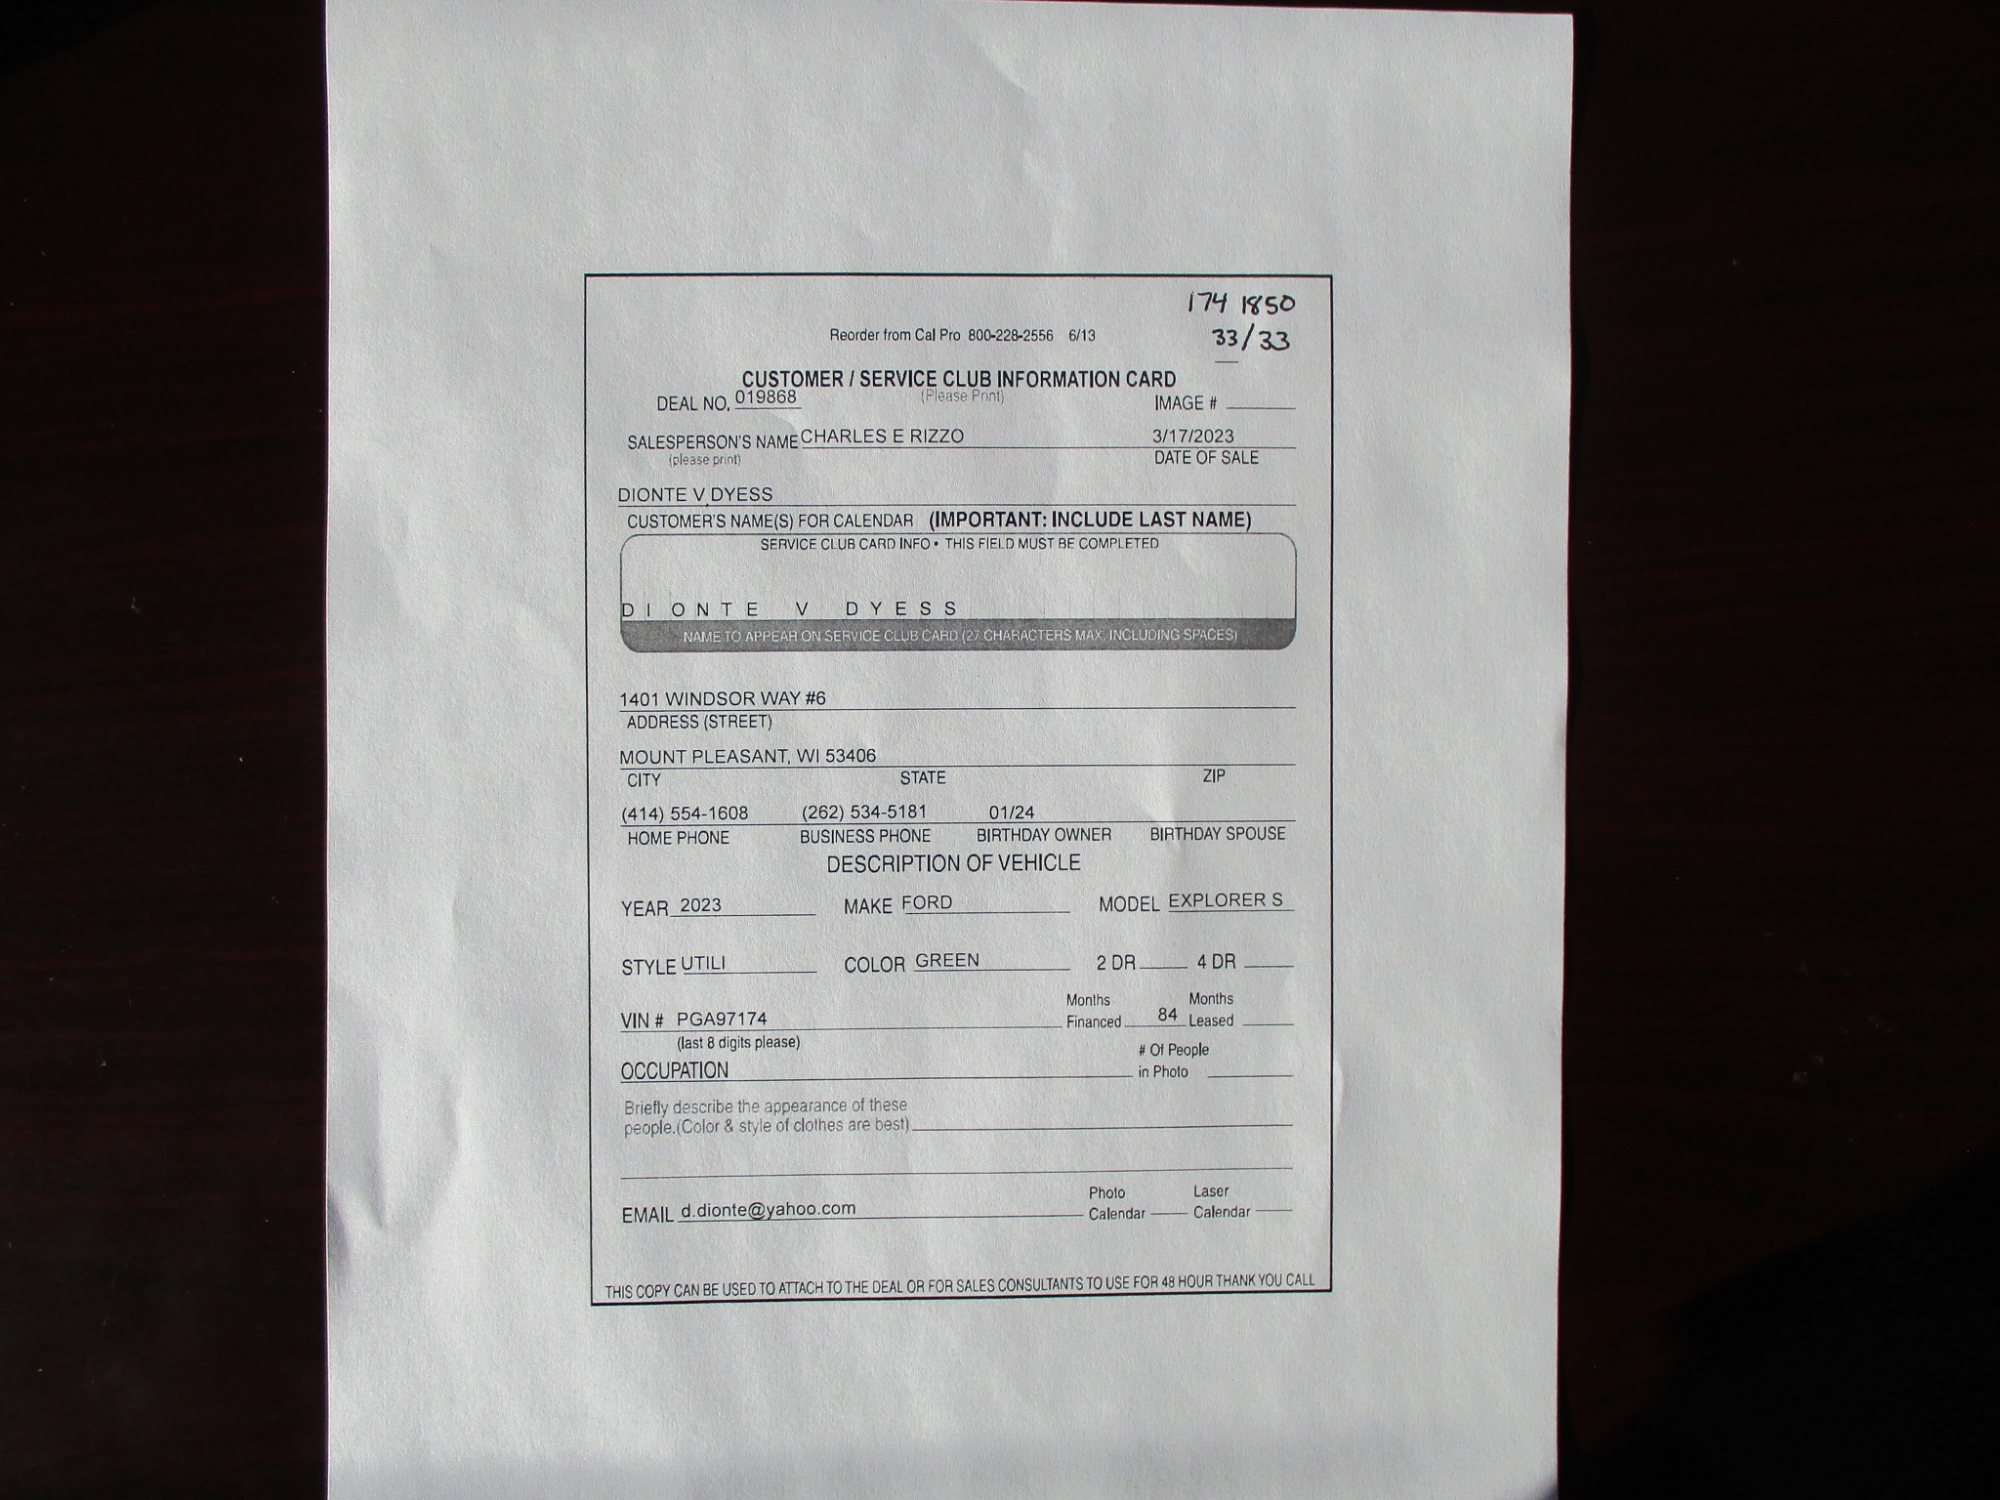 174 1850
Reorder from Cal Pro 800-228-2556 6/13
33/33
CUSTOMER / SERVICE CLUB INFORMATION CARD
DEAL NO. 019868 (Please Print) IMAGE #
SALESPERSON'S NAME CHARLES E RIZZO 3/17/2023
(please print) DATE OF SALE
DIONTE V DYESS
CUSTOMER'S NAME(S) FOR CALENDAR (IMPORTANT: INCLUDE LAST NAME)
SERVICE CLUB CARD INFO • THIS FIELD MUST BE COMPLETED
D I O N T E V D Y E S S
NAME TO APPEAR ON SERVICE CLUB CARD (27 CHARACTERS MAX. INCLUDING SPACES)
1401 WINDSOR WAY #6
ADDRESS (STREET)
MOUNT PLEASANT, WI 53406
CITY STATE ZIP
(414) 554-1608 (262) 534-5181 01/24
HOME PHONE BUSINESS PHONE BIRTHDAY OWNER BIRTHDAY SPOUSE
DESCRIPTION OF VEHICLE
YEAR 2023 MAKE FORD MODEL EXPLORER S
STYLE UTILI COLOR GREEN 2 DR 4 DR
Months Months
VIN # PGA97174 Financed 84 Leased
(last 8 digits please)
# Of People
OCCUPATION in Photo
Briefly describe the appearance of these
people.(Color & style of clothes are best)
Photo Laser
EMAIL d.dionte@yahoo.com Calendar Calendar
THIS COPY CAN BE USED TO ATTACH TO THE DEAL OR FOR SALES CONSULTANTS TO USE FOR 48 HOUR THANK YOU CALL